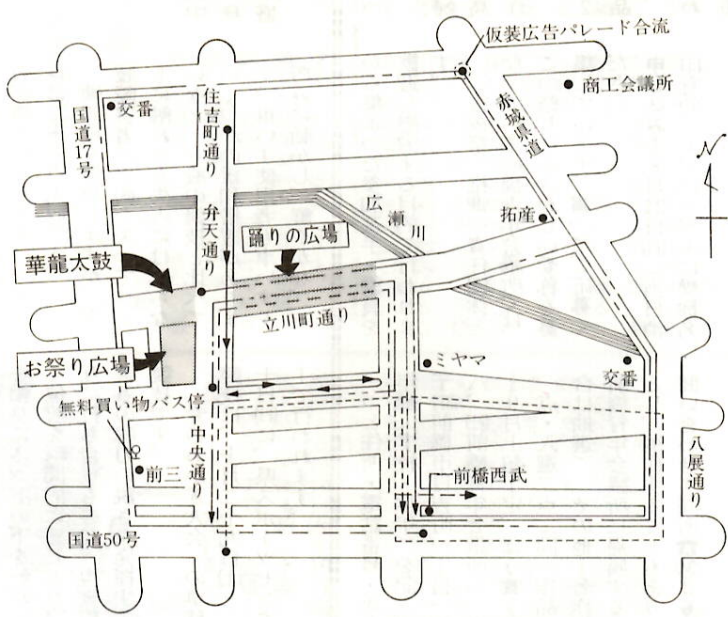 仮装広告パレード合流
商工会議所
交番
国道17号
住吉町通り
赤城県道
N
広瀬川
拓産
弁天通り
踊りの広場
華龍太鼓
立川町通り
お祭り広場
ミヤマ
交番
無料買い物バス停
前三
中央通り
前橋西武
八展通り
国道50号